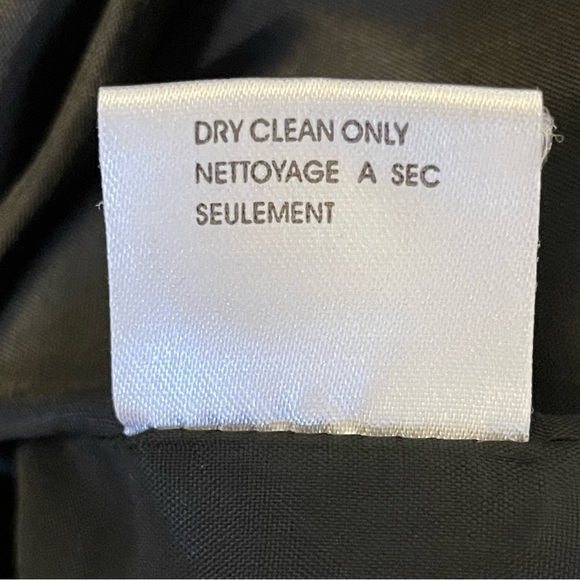 DRY CLEAN ONLY
NETTOYAGE A SEC
SEULEMENT